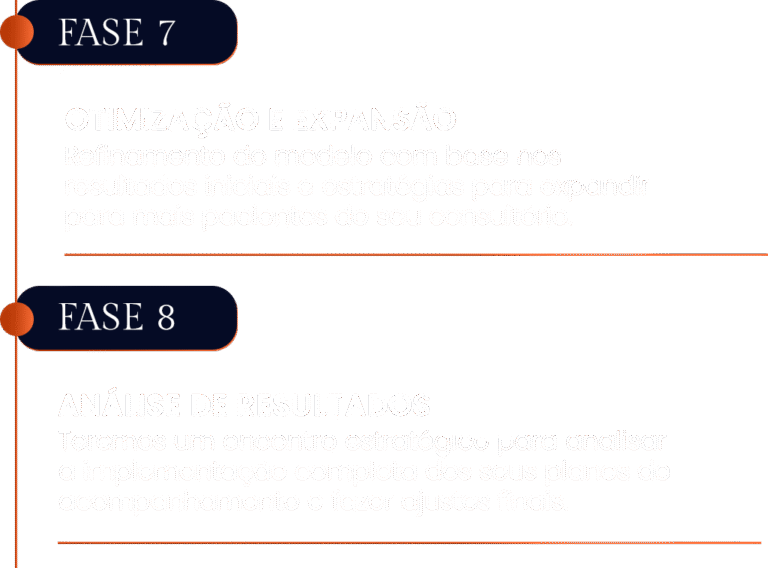 FASE 7
OTIMIZAÇÃO E EXPANSÃO
Refinamento do modelo com base nos
resultados iniciais e estratégias para expandir
para mais pacientes do seu consultório.
FASE 8
ANÁLISE DE RESULTADOS
Teremos um encontro estratégico para analisar
a implementação completa dos seus planos de
acompanhamento e fazer ajustes finais.